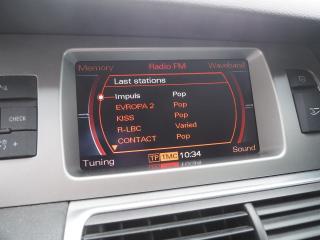 Memory Radio FM Waveband
Last stations
Impuls Pop
EVROPA 2 Pop
KISS Pop
R-LBC Varied
CONTACT Pop
Tuning TP TMC 10:34 Sound
CHECK